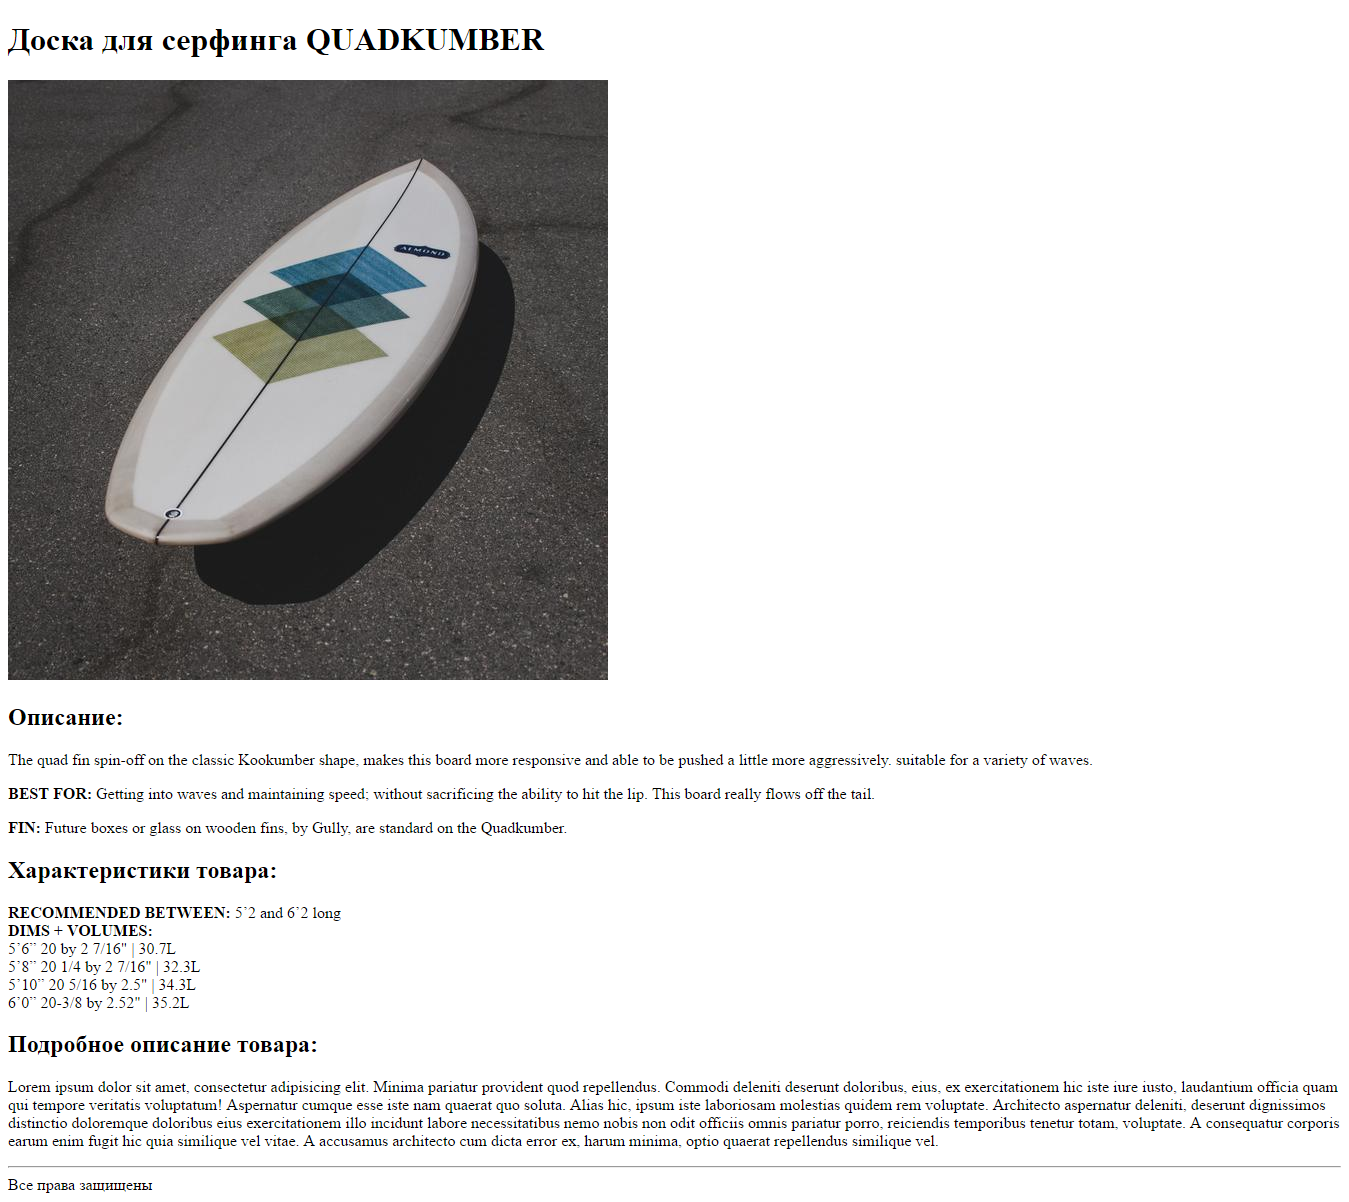 Доска для серфинга QUADKUMBER
ALMOND
Описание:
The quad fin spin-off on the classic Kookumber shape, makes this board more responsive and able to be pushed a little more aggressively. suitable for a variety of waves.
BEST FOR: Getting into waves and maintaining speed; without sacrificing the ability to hit the lip. This board really flows off the tail.
FIN: Future boxes or glass on wooden fins, by Gully, are standard on the Quadkumber.
Характеристики товара:
RECOMMENDED BETWEEN: 5’2 and 6’2 long
DIMS + VOLUMES:
5’6” 20 by 2 7/16" | 30.7L
5’8” 20 1/4 by 2 7/16" | 32.3L
5’10” 20 5/16 by 2.5" | 34.3L
6’0” 20-3/8 by 2.52" | 35.2L
Подробное описание товара:
Lorem ipsum dolor sit amet, consectetur adipisicing elit. Minima pariatur provident quod repellendus. Commodi deleniti deserunt doloribus, eius, ex exercitationem hic iste iure iusto, laudantium officia quam
qui tempore veritatis voluptatum! Aspernatur cumque esse iste nam quaerat quo soluta. Alias hic, ipsum iste laboriosam molestias quidem rem voluptate. Architecto aspernatur deleniti, deserunt dignissimos
distinctio doloremque doloribus eius exercitationem illo incidunt labore necessitatibus nemo nobis non odit officiis omnis pariatur porro, reiciendis temporibus tenetur totam, voluptate. A consequatur corporis
earum enim fugit hic quia similique vel vitae. A accusamus architecto cum dicta error ex, harum minima, optio quaerat repellendus similique vel.
Все права защищены